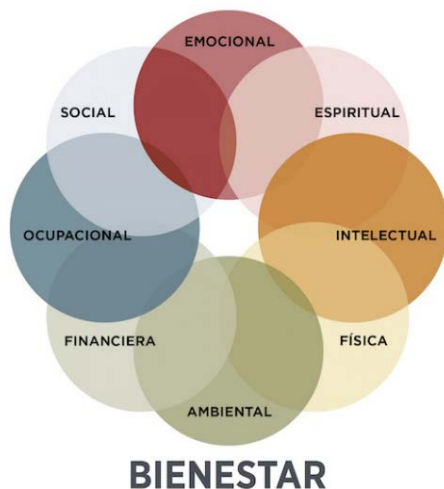 EMOCIONAL
SOCIAL
ESPIRITUAL
OCUPACIONAL
INTELECTUAL
FINANCIERA
FÍSICA
AMBIENTAL
BIENESTAR